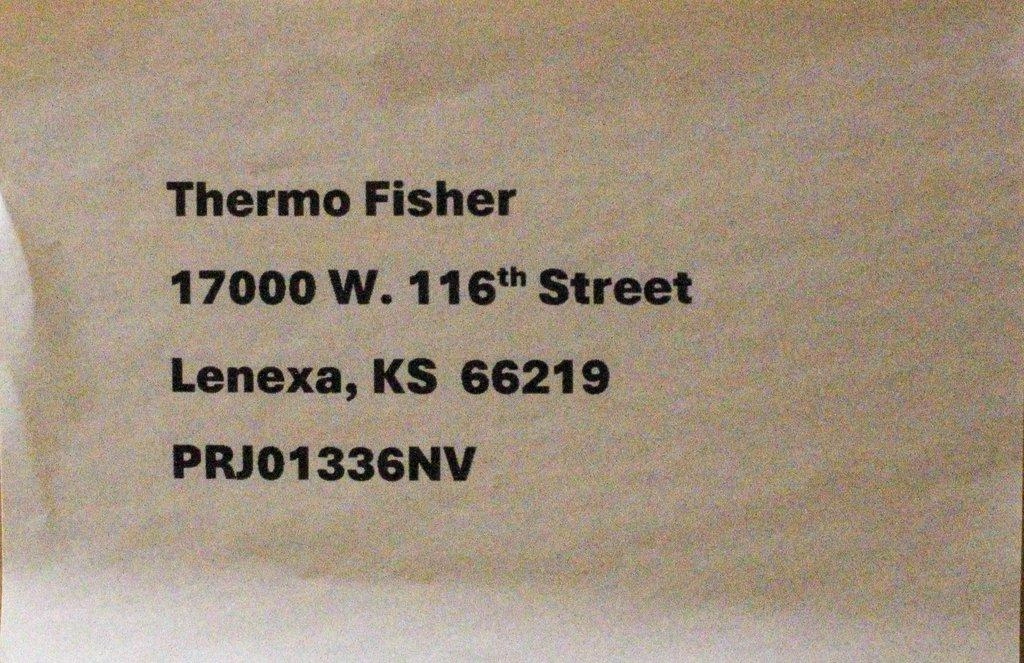 Thermo Fisher
17000 W. 116th Street
Lenexa, KS 66219
PRJ01336NV